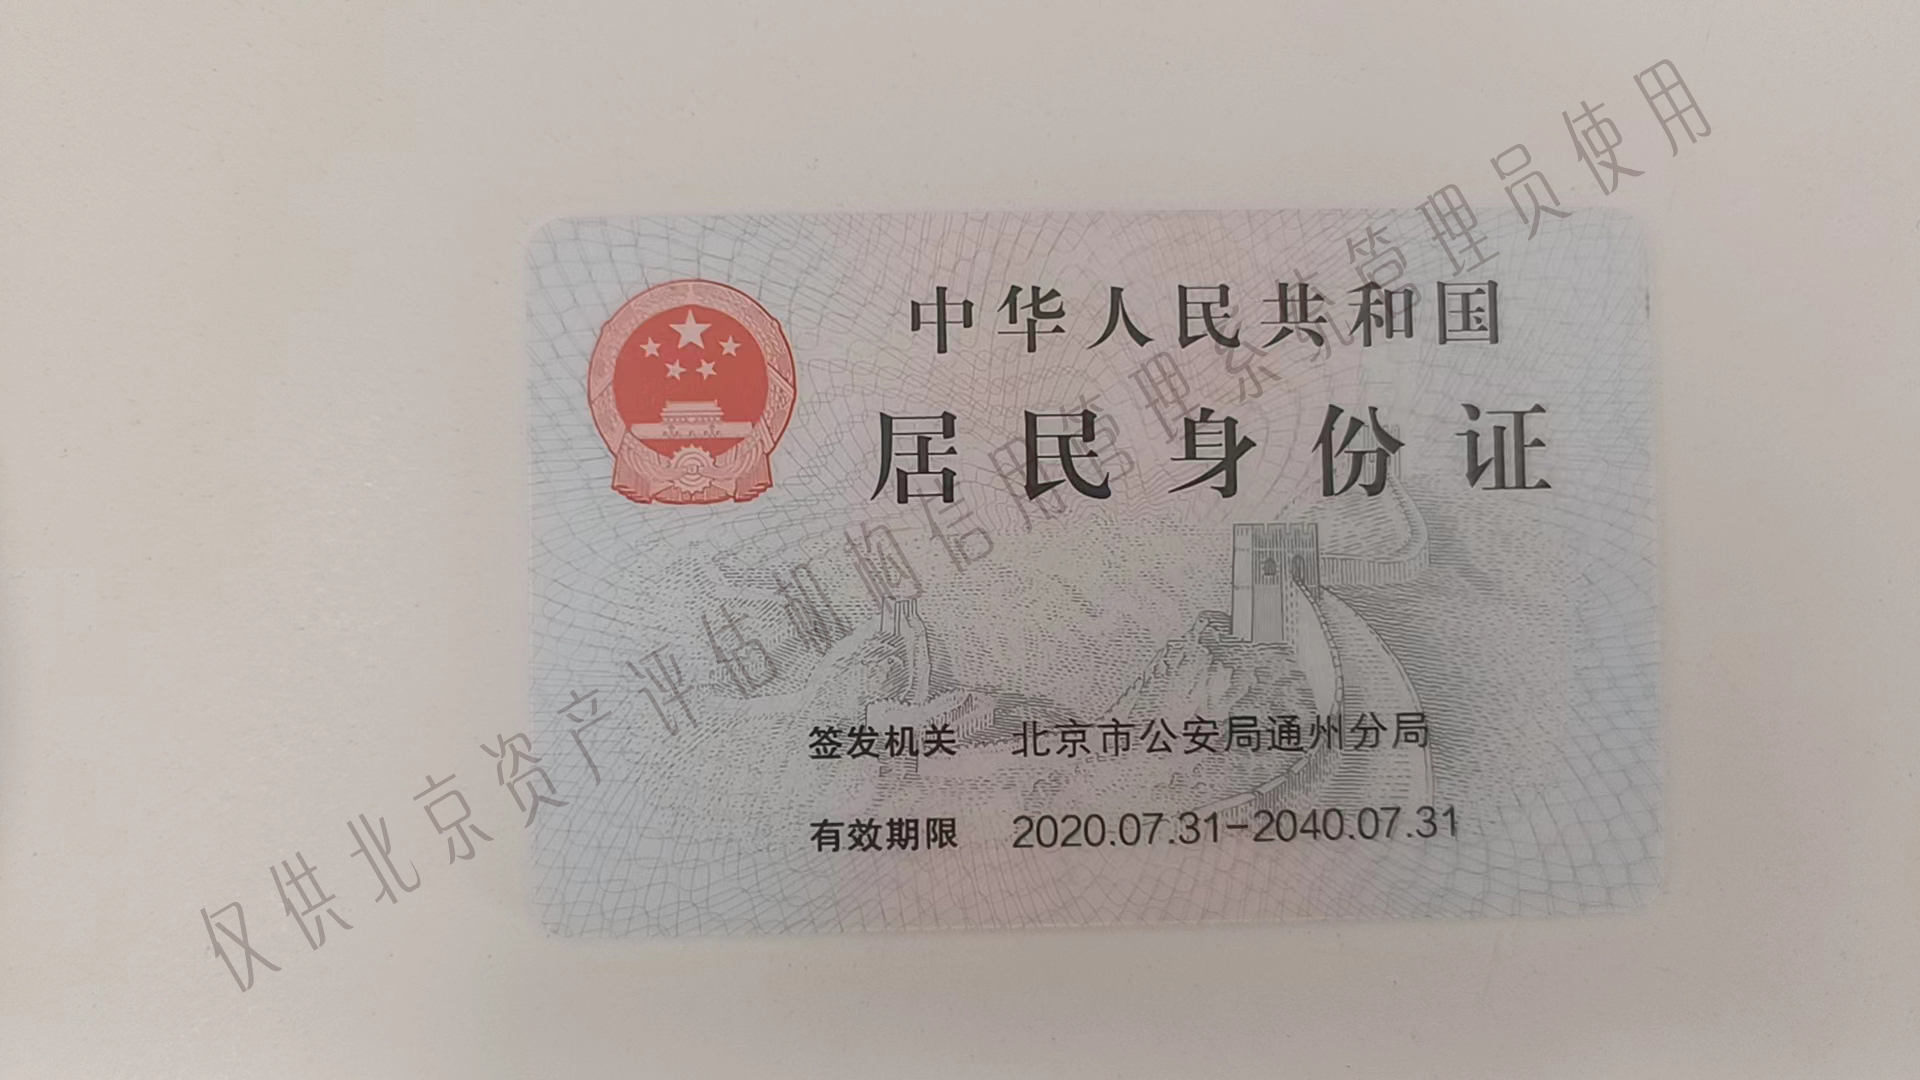 中华人民共和国
居民身份证
签发机关 北京市公安局通州分局
有效期限 2020.07.31-2040.07.31
仅供北京资产评估机构信用管理系统管理员使用